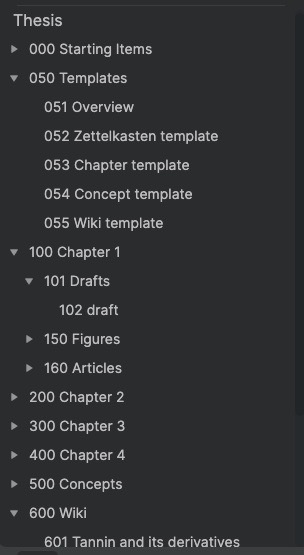 Thesis
000 Starting Items
050 Templates
051 Overview
052 Zettelkasten template
053 Chapter template
054 Concept template
055 Wiki template
100 Chapter 1
101 Drafts
102 draft
150 Figures
160 Articles
200 Chapter 2
300 Chapter 3
400 Chapter 4
500 Concepts
600 Wiki
601 Tannin and its derivatives